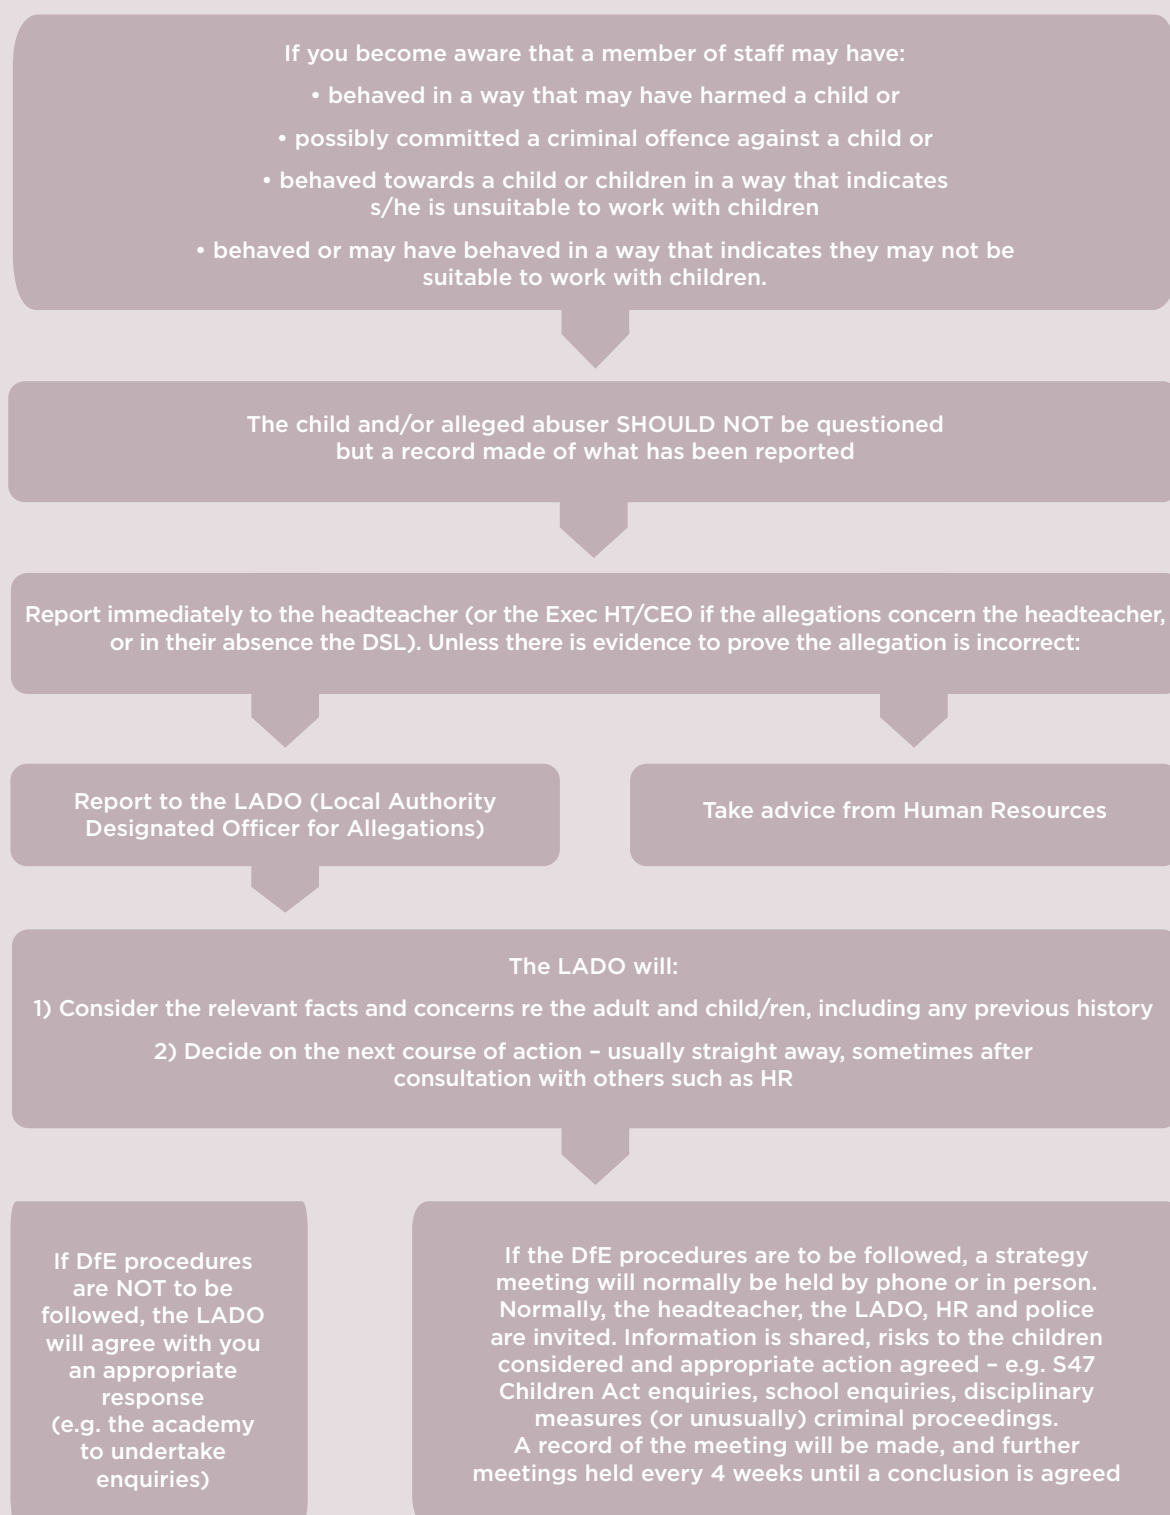 If you become aware that a member of staff may have:
• behaved in a way that may have harmed a child or
• possibly committed a criminal offence against a child or
• behaved towards a child or children in a way that indicates
s/he is unsuitable to work with children
• behaved or may have behaved in a way that indicates they may not be
suitable to work with children.
The child and/or alleged abuser SHOULD NOT be questioned
but a record made of what has been reported
Report immediately to the headteacher (or the Exec HT/CEO if the allegations concern the headteacher,
or in their absence the DSL). Unless there is evidence to prove the allegation is incorrect:
Report to the LADO (Local Authority
Designated Officer for Allegations)
Take advice from Human Resources
The LADO will:
1) Consider the relevant facts and concerns re the adult and child/ren, including any previous history
2) Decide on the next course of action – usually straight away, sometimes after
consultation with others such as HR
If DfE procedures
are NOT to be
followed, the LADO
will agree with you
an appropriate
response
(e.g. the academy
to undertake
enquiries)
If the DfE procedures are to be followed, a strategy
meeting will normally be held by phone or in person.
Normally, the headteacher, the LADO, HR and police
are invited. Information is shared, risks to the children
considered and appropriate action agreed – e.g. S47
Children Act enquiries, school enquiries, disciplinary
measures (or unusually) criminal proceedings.
A record of the meeting will be made, and further
meetings held every 4 weeks until a conclusion is agreed